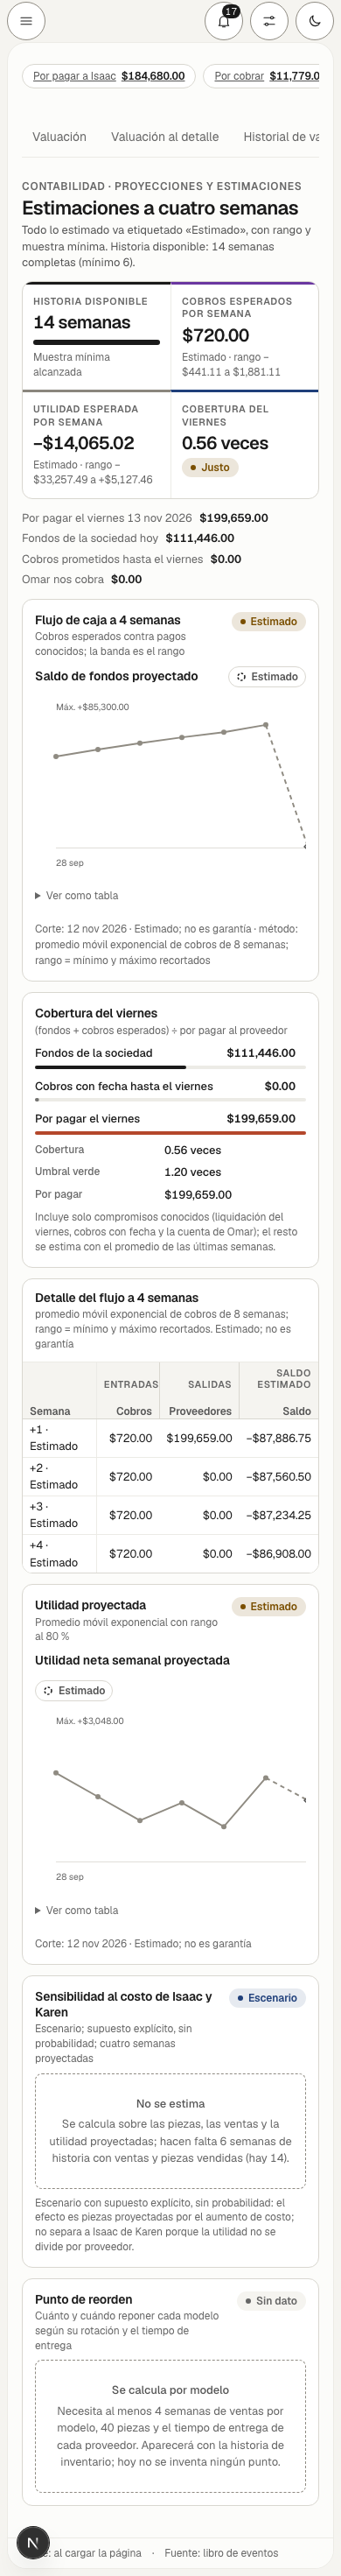 17
Por pagar a Isaac $184,680.00
Por cobrar $11,779.0
Valuación
Valuación al detalle
Historial de va
CONTABILIDAD · PROYECCIONES Y ESTIMACIONES
Estimaciones a cuatro semanas
Todo lo estimado va etiquetado «Estimado», con rango y
muestra mínima. Historia disponible: 14 semanas
completas (mínimo 6).
HISTORIA DISPONIBLE
14 semanas
Muestra mínima
alcanzada
COBROS ESPERADOS
POR SEMANA
$720.00
Estimado · rango –
$441.11 a $1,881.11
UTILIDAD ESPERADA
POR SEMANA
–$14,065.02
Estimado · rango –
$33,257.49 a +$5,127.46
COBERTURA DEL
VIERNES
0.56 veces
Justo
Por pagar el viernes 13 nov 2026 $199,659.00
Fondos de la sociedad hoy $111,446.00
Cobros prometidos hasta el viernes $0.00
Omar nos cobra $0.00
Flujo de caja a 4 semanas
Estimado
Cobros esperados contra pagos
conocidos; la banda es el rango
Saldo de fondos proyectado
Estimado
Máx. +$85,300.00
28 sep
Ver como tabla
Corte: 12 nov 2026 · Estimado; no es garantía · método:
promedio móvil exponencial de cobros de 8 semanas;
rango = mínimo y máximo recortados
Cobertura del viernes
(fondos + cobros esperados) ÷ por pagar al proveedor
Fondos de la sociedad $111,446.00
Cobros con fecha hasta el viernes $0.00
Por pagar el viernes $199,659.00
Cobertura 0.56 veces
Umbral verde 1.20 veces
Por pagar $199,659.00
Incluye solo compromisos conocidos (liquidación del
viernes, cobros con fecha y la cuenta de Omar); el resto
se estima con el promedio de las últimas semanas.
Detalle del flujo a 4 semanas
promedio móvil exponencial de cobros de 8 semanas;
rango = mínimo y máximo recortados. Estimado; no es
garantía
ENTRADAS SALIDAS SALDO ESTIMADO
Semana Cobros Proveedores Saldo
+1 · Estimado $720.00 $199,659.00 –$87,886.75
+2 · Estimado $720.00 $0.00 –$87,560.50
+3 · Estimado $720.00 $0.00 –$87,234.25
+4 · Estimado $720.00 $0.00 –$86,908.00
Utilidad proyectada
Estimado
Promedio móvil exponencial con rango
al 80 %
Utilidad neta semanal proyectada
Estimado
Máx. +$3,048.00
28 sep
Ver como tabla
Corte: 12 nov 2026 · Estimado; no es garantía
Sensibilidad al costo de Isaac y
Karen
Escenario
Escenario; supuesto explícito, sin
probabilidad; cuatro semanas
proyectadas
No se estima
Se calcula sobre las piezas, las ventas y la
utilidad proyectadas; hacen falta 6 semanas de
historia con ventas y piezas vendidas (hay 14).
Escenario con supuesto explícito, sin probabilidad: el
efecto es piezas proyectadas por el aumento de costo;
no separa a Isaac de Karen porque la utilidad no se
divide por proveedor.
Punto de reorden
Sin dato
Cuánto y cuándo reponer cada modelo
según su rotación y el tiempo de
entrega
Se calcula por modelo
Necesita al menos 4 semanas de ventas por
modelo, 40 piezas y el tiempo de entrega de
cada proveedor. Aparecerá con la historia de
inventario; hoy no se inventa ningún punto.
N
al cargar la página · Fuente: libro de eventos